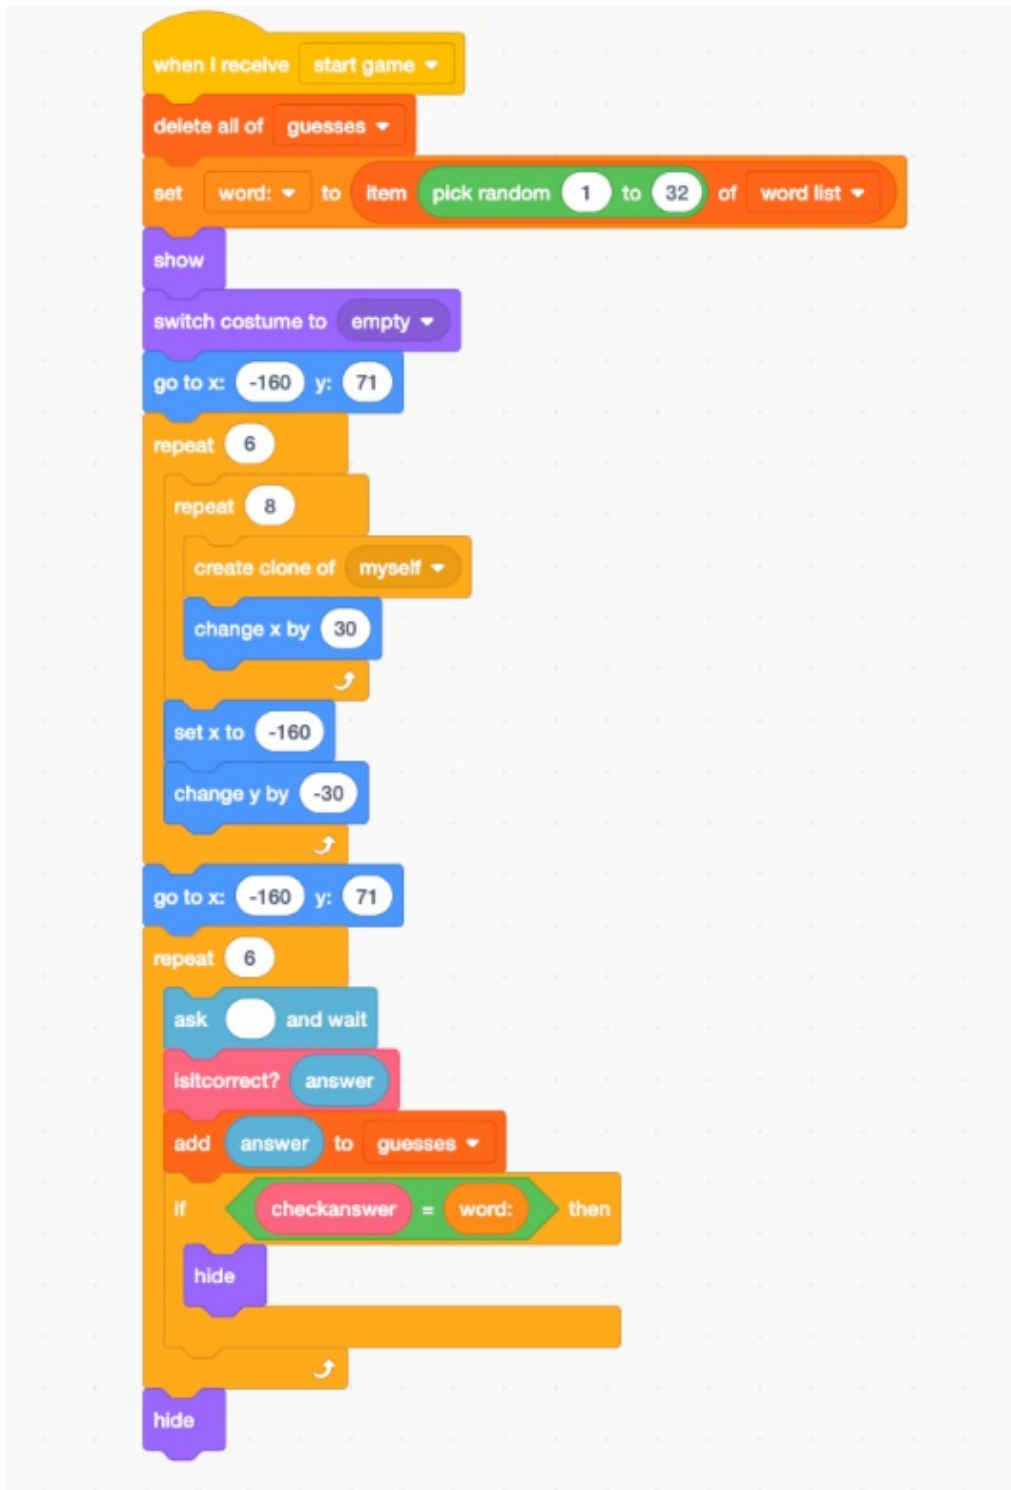 when I receive start game
delete all of guesses
set word: to item pick random 1 to 32 of word list
show
switch costume to empty
go to x: -160 y: 71
repeat 6
repeat 8
create clone of myself
change x by 30
set x to -160
change y by -30
go to x: -160 y: 71
repeat 6
ask and wait
isitcorrect? answer
add answer to guesses
if checkanswer = word: then
hide
hide